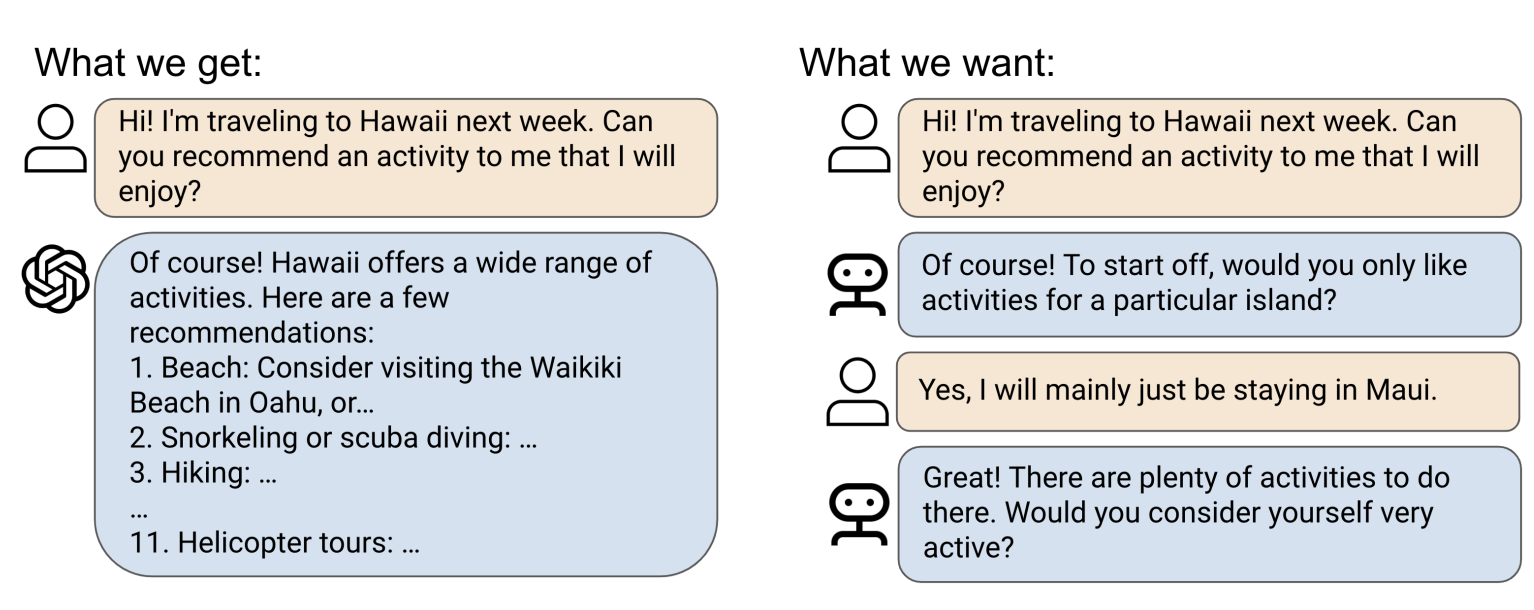 What we get:
Hi! I'm traveling to Hawaii next week. Can
you recommend an activity to me that I will
enjoy?
Of course! Hawaii offers a wide range of
activities. Here are a few
recommendations:
1. Beach: Consider visiting the Waikiki
Beach in Oahu, or…
2. Snorkeling or scuba diving: …
3. Hiking: …
…
11. Helicopter tours: …
What we want:
Hi! I'm traveling to Hawaii next week. Can
you recommend an activity to me that I will
enjoy?
Of course! To start off, would you only like
activities for a particular island?
Yes, I will mainly just be staying in Maui.
Great! There are plenty of activities to do
there. Would you consider yourself very
active?